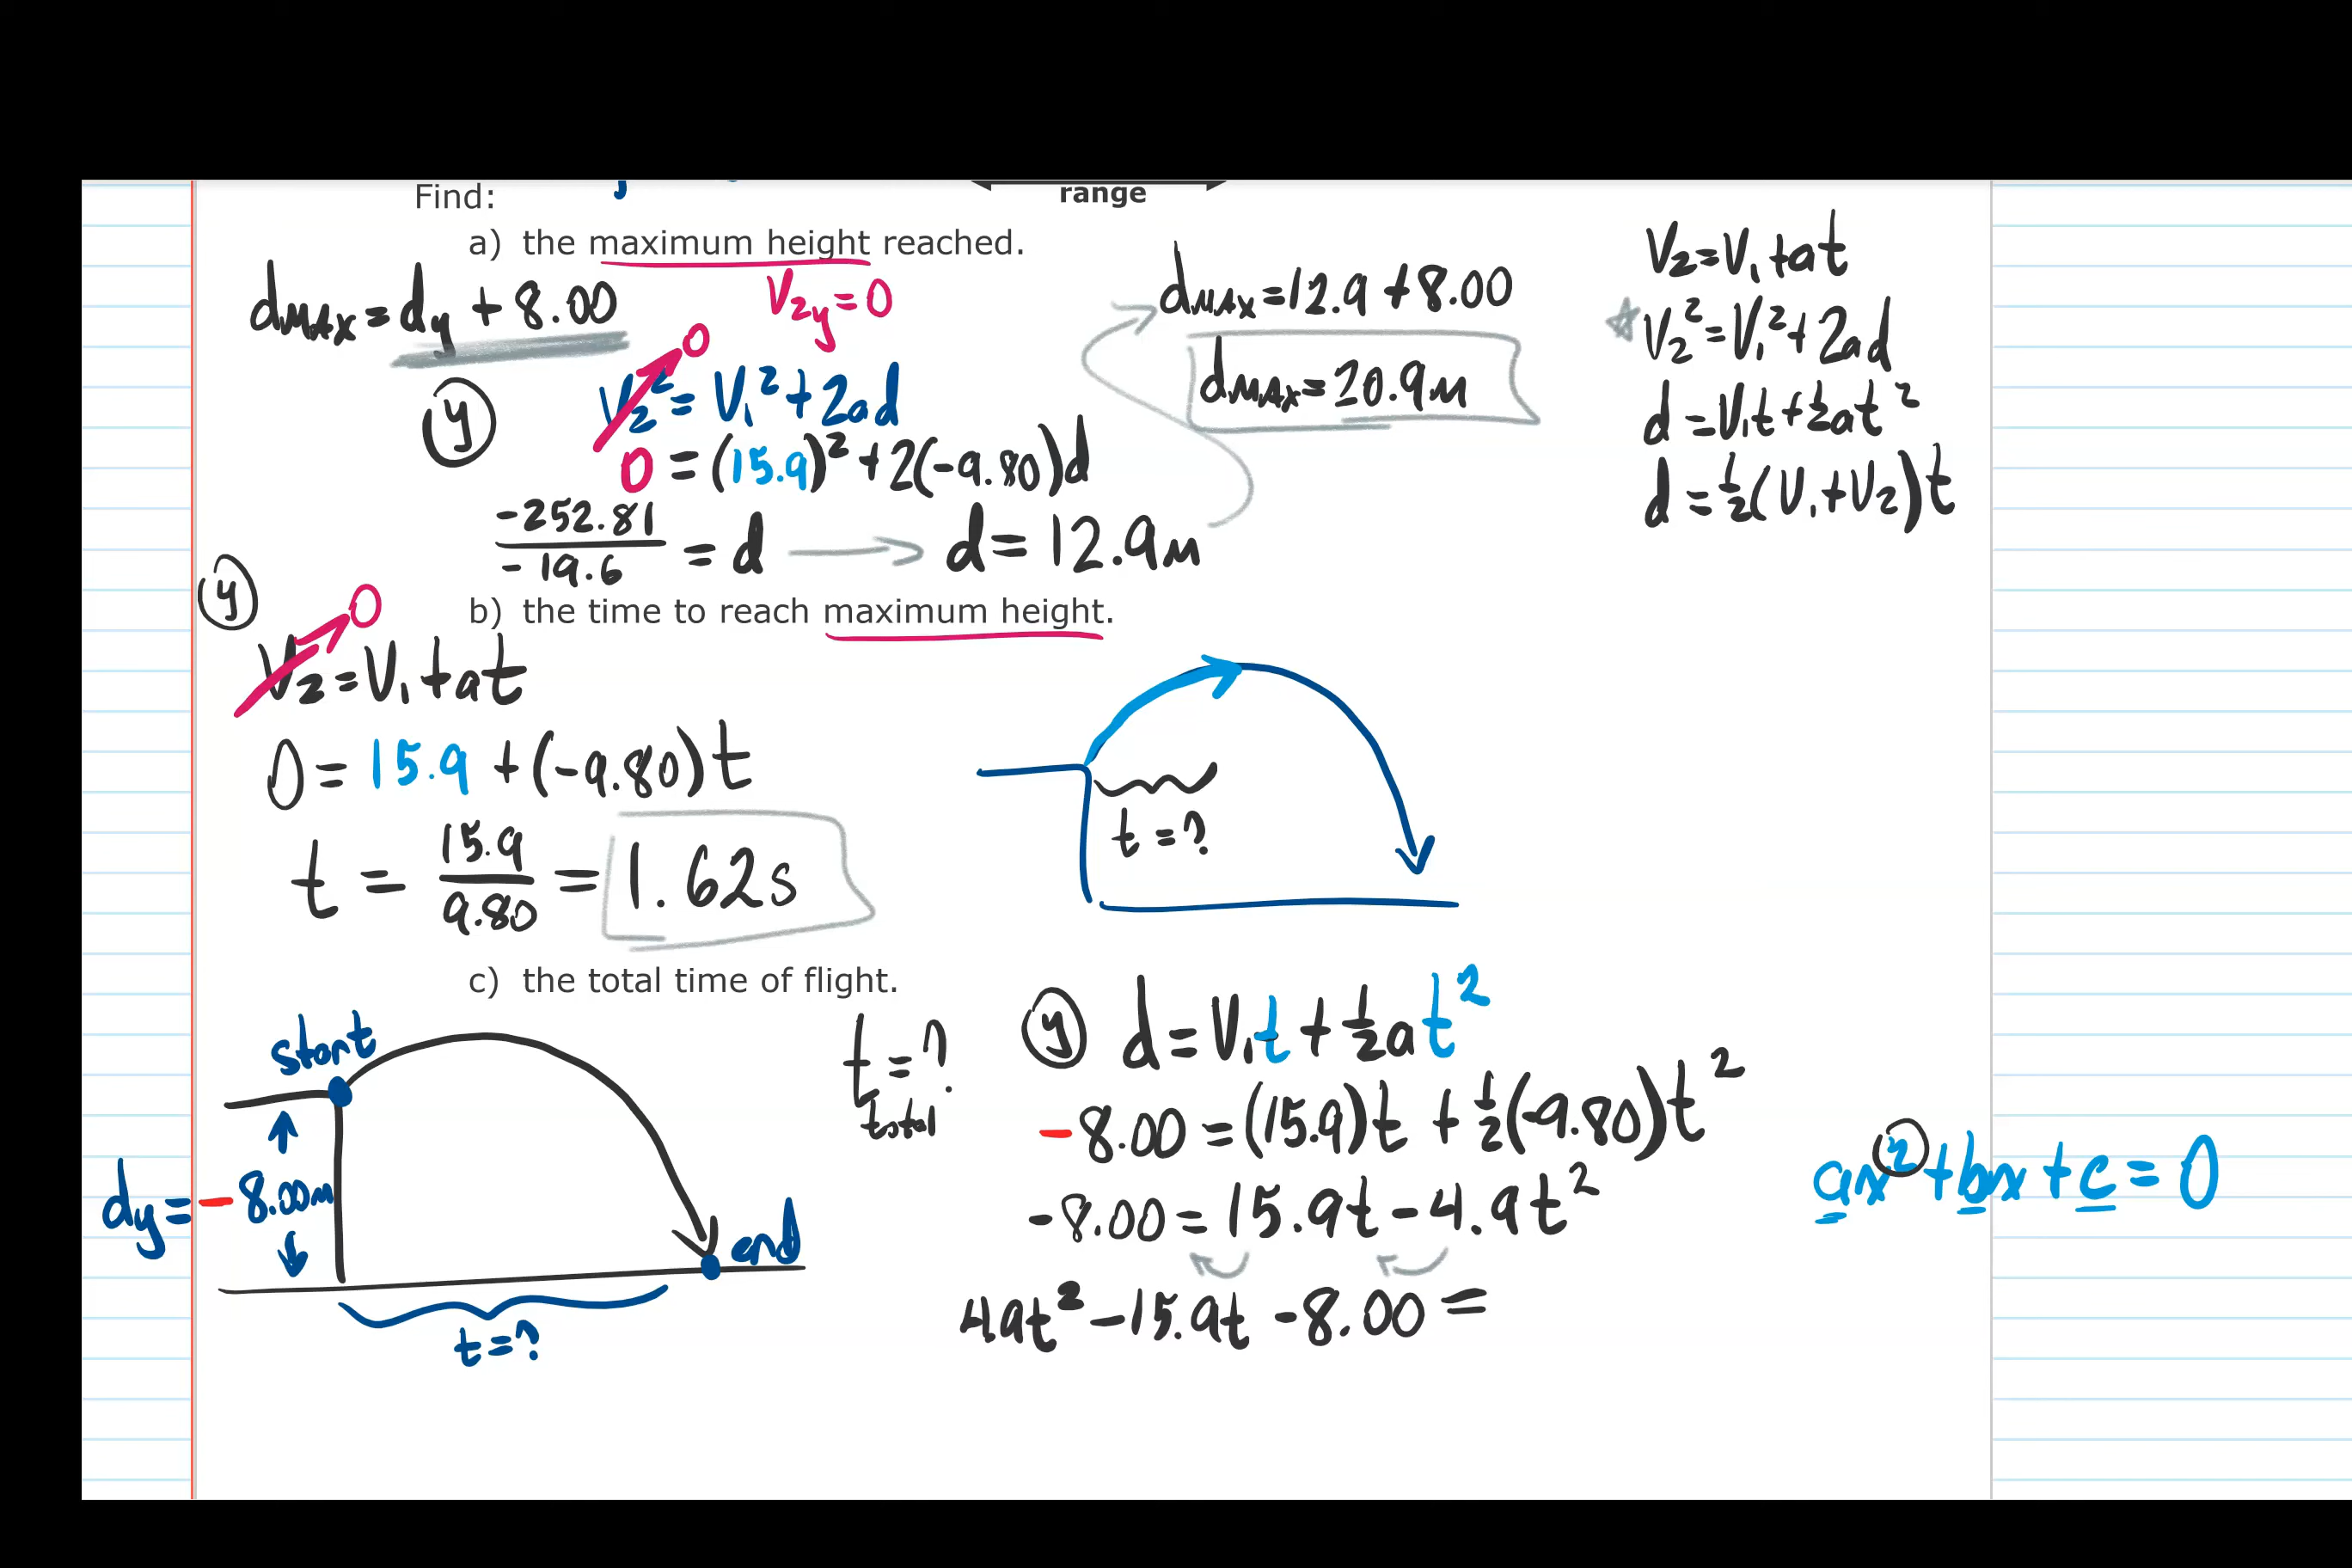 Find:
range
a) the maximum height reached.
dMAX = dy + 8.00
V2y = 0
dMAX = 12.9 + 8.00
dMAX = 20.9m
V2 = V1 + at
V2² = V1² + 2ad
d = V1t + ½at²
d = ½(V1 + V2)t
y
V2² = V1² + 2ad
0
0 = (15.9)² + 2(-9.80)d
-252.81
-19.6
= d → d = 12.9m
b) the time to reach maximum height.
y
0
V2 = V1 + at
0 = 15.9 + (-9.80)t
t = 15.9/9.80 = 1.62s
t = ?
c) the total time of flight.
start
dy = -8.00m
end
t = ?
t total = ?
y d = V1t + ½at²
-8.00 = (15.9)t + ½(-9.80)t²
-8.00 = 15.9t - 4.9t²
4.9t² - 15.9t - 8.00 =
ax² + bx + c = 0